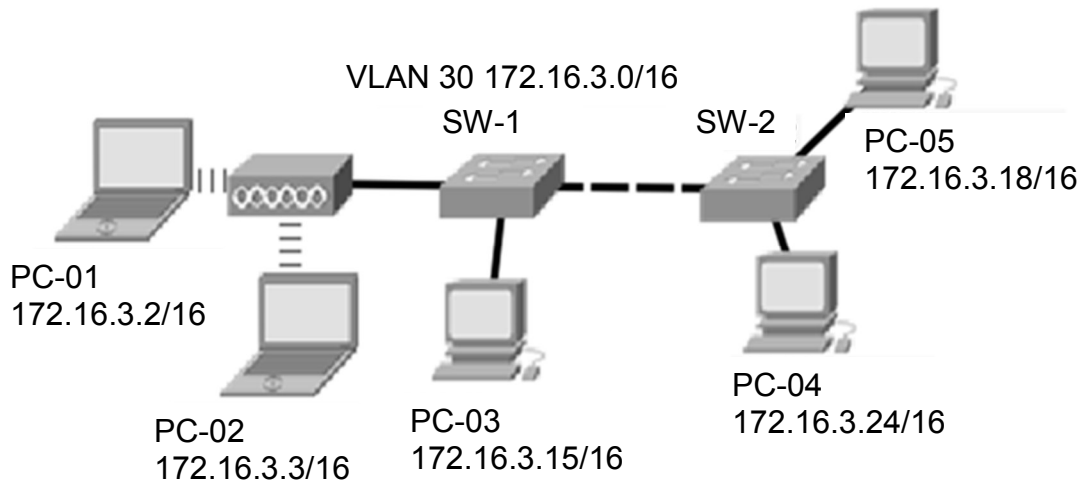 VLAN 30 172.16.3.0/16
SW-1
SW-2
PC-05
172.16.3.18/16
PC-01
172.16.3.2/16
PC-02
172.16.3.3/16
PC-03
172.16.3.15/16
PC-04
172.16.3.24/16